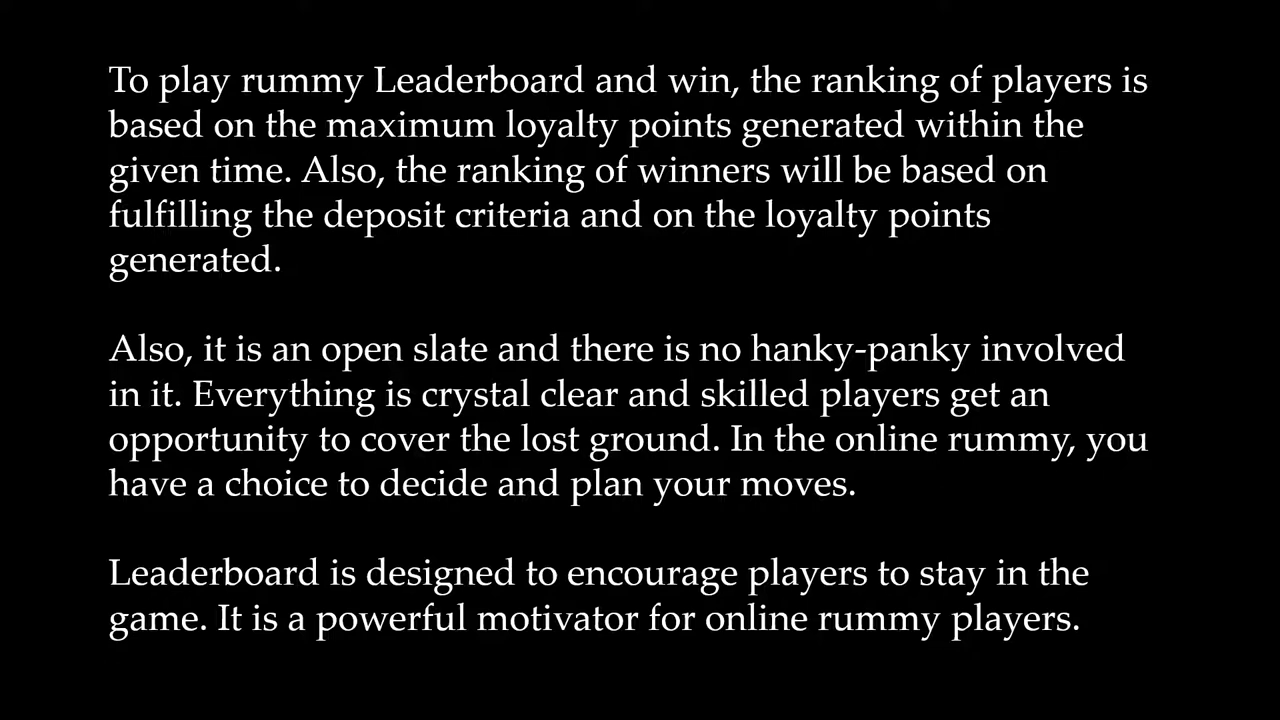 To play rummy Leaderboard and win, the ranking of players is
based on the maximum loyalty points generated within the
given time. Also, the ranking of winners will be based on
fulfilling the deposit criteria and on the loyalty points
generated.
Also, it is an open slate and there is no hanky-panky involved
in it. Everything is crystal clear and skilled players get an
opportunity to cover the lost ground. In the online rummy, you
have a choice to decide and plan your moves.
Leaderboard is designed to encourage players to stay in the
game. It is a powerful motivator for online rummy players.